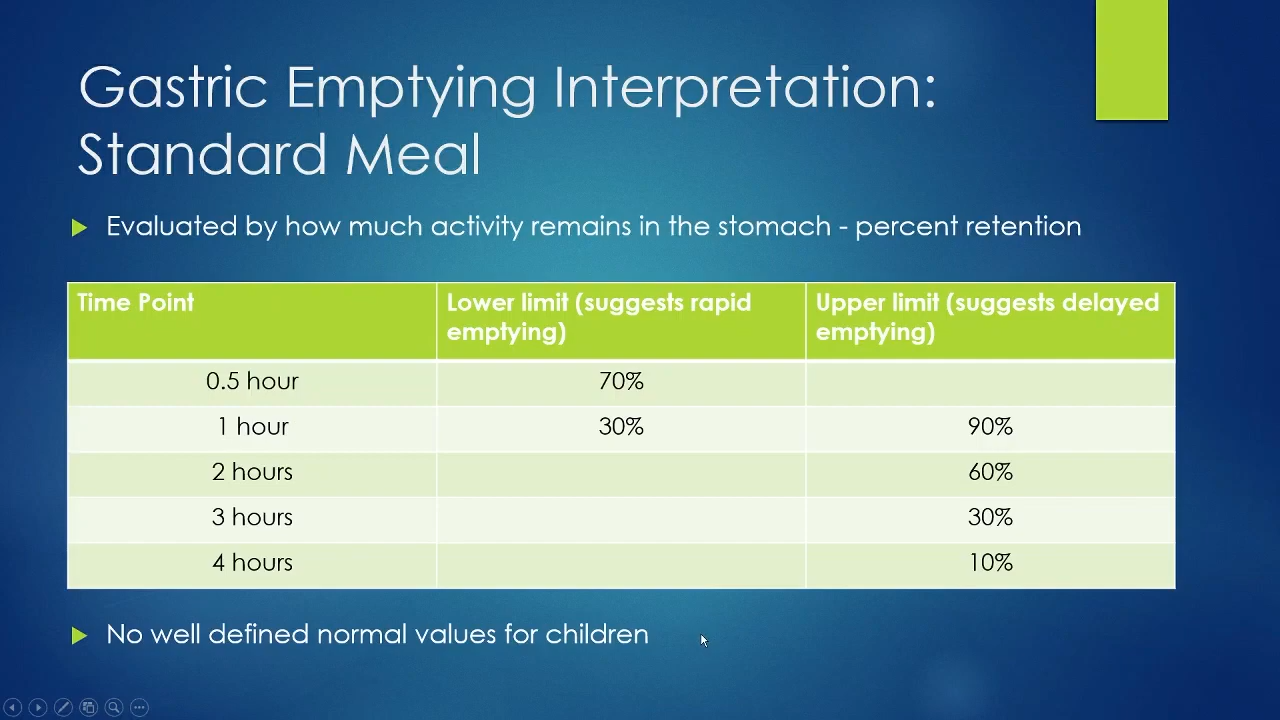 Gastric Emptying Interpretation:
Standard Meal
Evaluated by how much activity remains in the stomach - percent retention
Time Point
Lower limit (suggests rapid
emptying)
Upper limit (suggests delayed
emptying)
0.5 hour
70%
1 hour
30%
90%
2 hours
60%
3 hours
30%
4 hours
10%
No well defined normal values for children